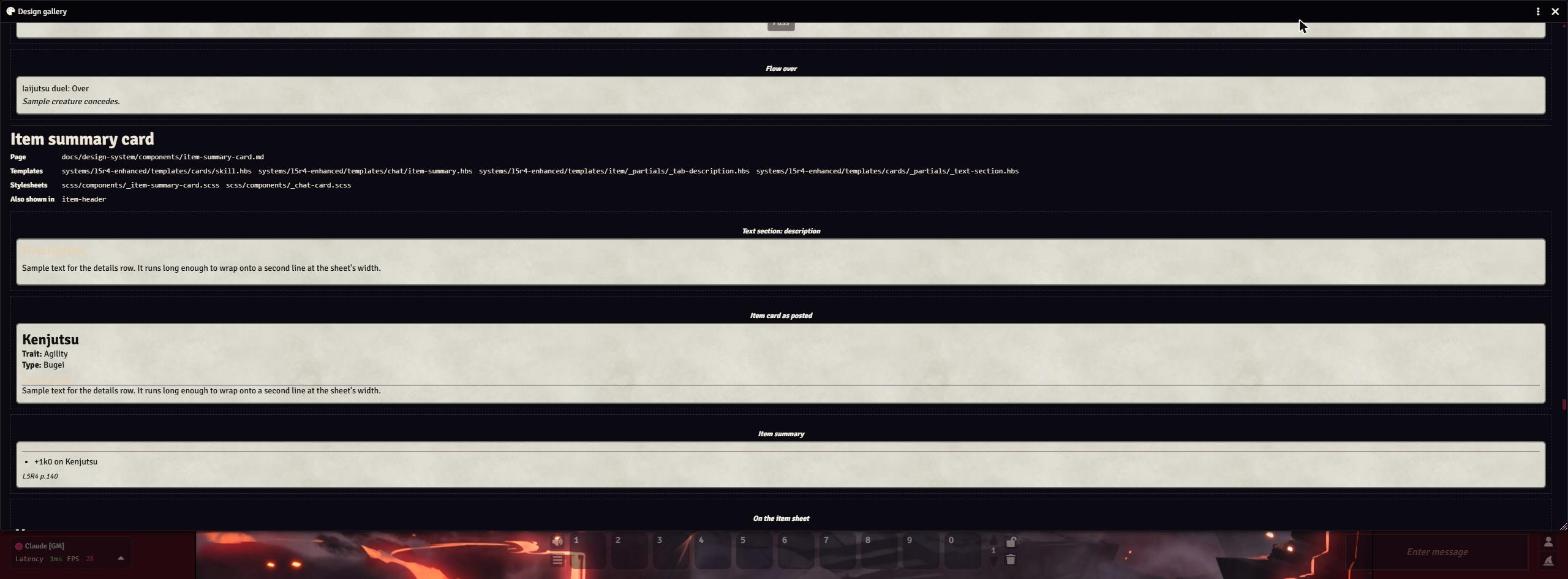 Design gallery
Pass
Flow over
Iaijutsu duel: Over
Sample creature concedes.
Item summary card
Page docs/design-system/components/item-summary-card.md
Templates systems/l5r4-enhanced/templates/cards/skill.hbs systems/l5r4-enhanced/templates/chat/item-summary.hbs systems/l5r4-enhanced/templates/item/_partials/_tab-description.hbs systems/l5r4-enhanced/templates/cards/_partials/_text-section.hbs
Stylesheets scss/components/_item-summary-card.scss scss/components/_chat-card.scss
Also shown in item-header
Text section: description
Sample text for the details row. It runs long enough to wrap onto a second line at the sheet's width.
Item card as posted
Kenjutsu
Trait: Agility
Type: Bugei
Sample text for the details row. It runs long enough to wrap onto a second line at the sheet's width.
Item summary
• +1k0 on Kenjutsu
L5R4 p.140
On the item sheet
Claude [GM]
Latency 3ms FPS 28
1 2 3 4 5 6 7 8 9 0
1
Enter message